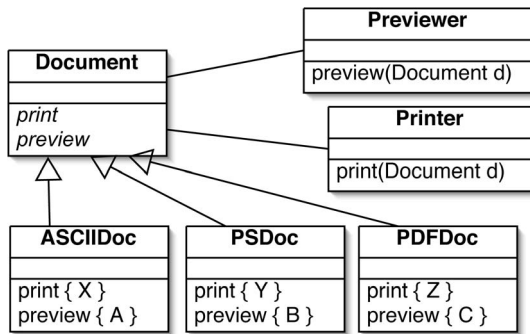 Document
print
preview
Previewer
preview(Document d)
Printer
print(Document d)
ASCIIDoc
print { X }
preview { A }
PSDoc
print { Y }
preview { B }
PDFDoc
print { Z }
preview { C }